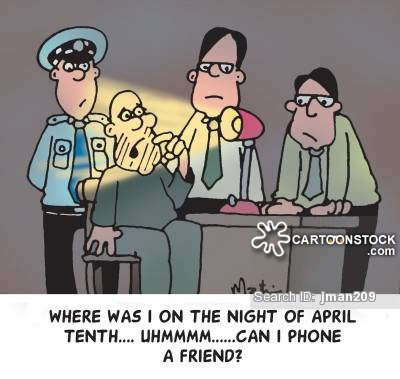 CARTOONSTOCK
.com
Search ID: jman209
WHERE WAS I ON THE NIGHT OF APRIL
TENTH.... UHMMMM......CAN I PHONE
A FRIEND?